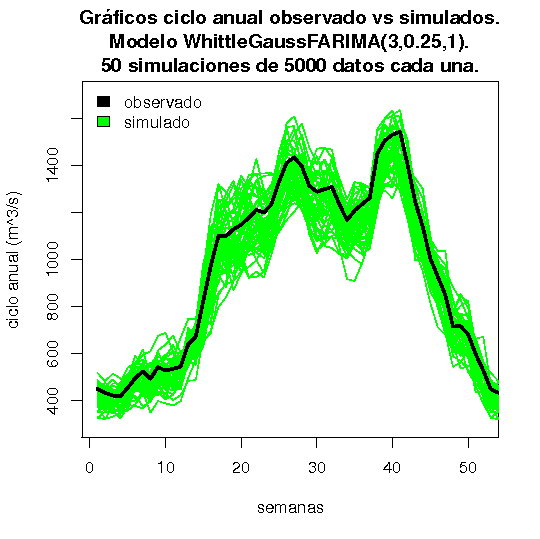 Gráficos ciclo anual observado vs simulados.
Modelo WhittleGaussFARIMA(3,0.25,1).
50 simulaciones de 5000 datos cada una.
observado
simulado
ciclo anual (m^3/s)
1400
1000
800
600
400
0 10 20 30 40 50
semanas